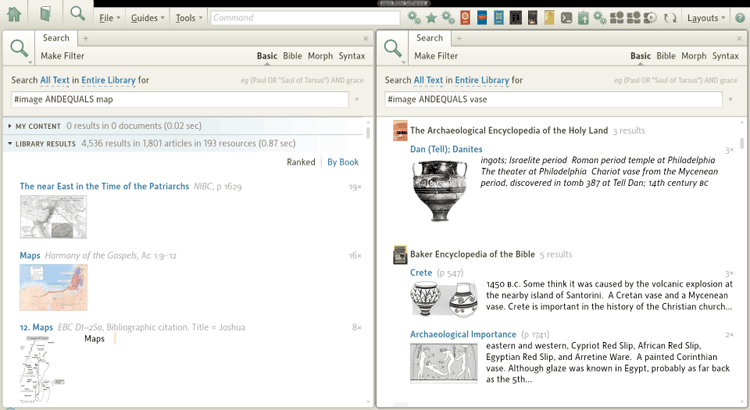 File
Guides
Tools
Command
Layouts
Search
Make Filter
Basic Bible Morph Syntax
Search All Text in Entire Library for
eg (Paul OR "Saul of Tarsus") AND grace
#image ANDEQUALS map
MY CONTENT 0 results in 0 documents (0.02 sec)
LIBRARY RESULTS 4,536 results in 1,801 articles in 193 resources (0.87 sec)
Ranked By Book
The near East in the Time of the Patriarchs NIBC, p 1629 19×
Maps Harmony of the Gospels, Ac 1:9–12 16×
12. Maps EBC Dt–2Sa, Bibliographic citation. Title = Joshua 8×
Maps
Search
Make Filter
Basic Bible Morph Syntax
Search All Text in Entire Library for
eg (Paul OR "Saul of Tarsus") AND grace
#image ANDEQUALS vase
The Archaeological Encyclopedia of the Holy Land 3 results
Dan (Tell); Danites 3×
ingots; Israelite period Roman period temple at Philadelphia
The theater at Philadelphia Chariot vase from the Mycenean
period, discovered in tomb 387 at Tell Dan; 14th century BC
Baker Encyclopedia of the Bible 5 results
Crete (p 547) 3×
1450 B.C. Some think it was caused by the volcanic explosion at
the nearby island of Santorini. A Cretan vase and a Mycenean
vase. Crete is important in the history of the Christian church...
Archaeological Importance (p 1741) 2×
eastern and western, Cypriot Red Slip, African Red Slip,
Egyptian Red Slip, and Arretine Ware. A painted Corinthian
vase. Although glaze was known in Egypt, probably as far back
as the 5th...